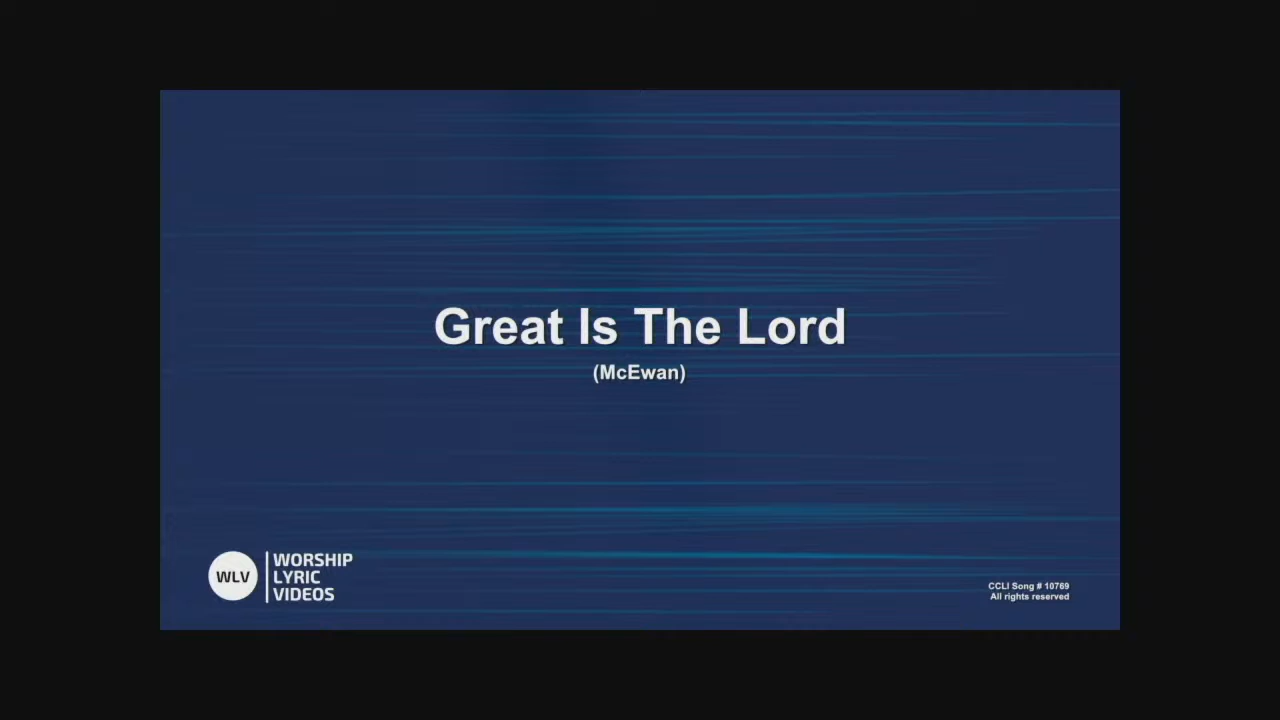 Great Is The Lord
(McEwan)
WLV
WORSHIP
LYRIC
VIDEOS
CCLI Song # 10769
All rights reserved